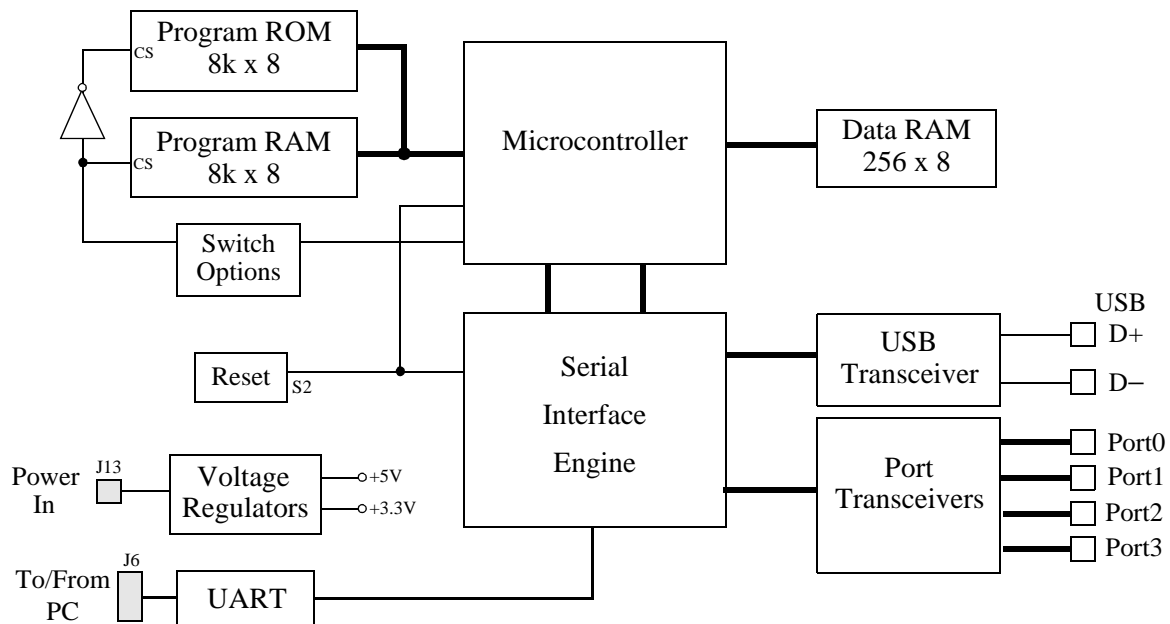 Program ROM
8k x 8
CS
Program RAM
8k x 8
CS
Microcontroller
Data RAM
256 x 8
Switch
Options
Reset
S2
Serial
Interface
Engine
USB
Transceiver
USB
D+
D−
Port
Transceivers
Port0
Port1
Port2
Port3
Power
In
J13
Voltage
Regulators
+5V
+3.3V
To/From
PC
J6
UART